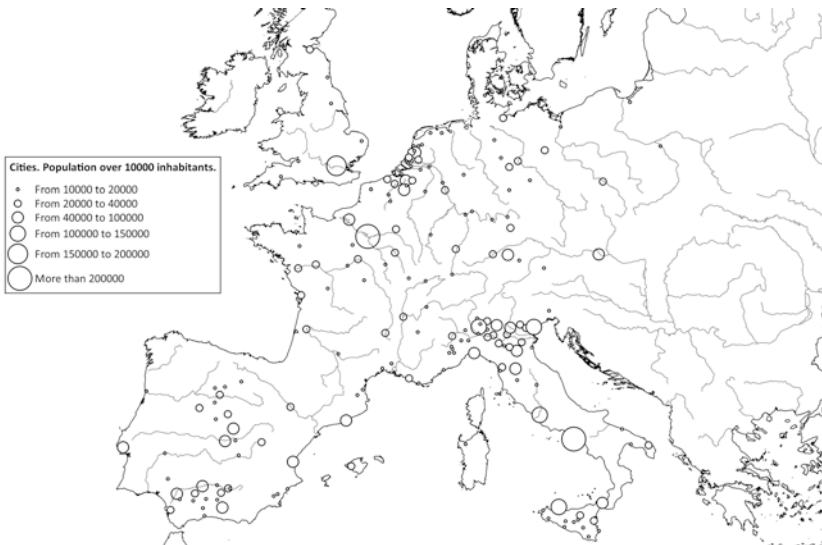 Cities. Population over 10000 inhabitants.
From 10000 to 20000
From 20000 to 40000
From 40000 to 100000
From 100000 to 150000
From 150000 to 200000
More than 200000